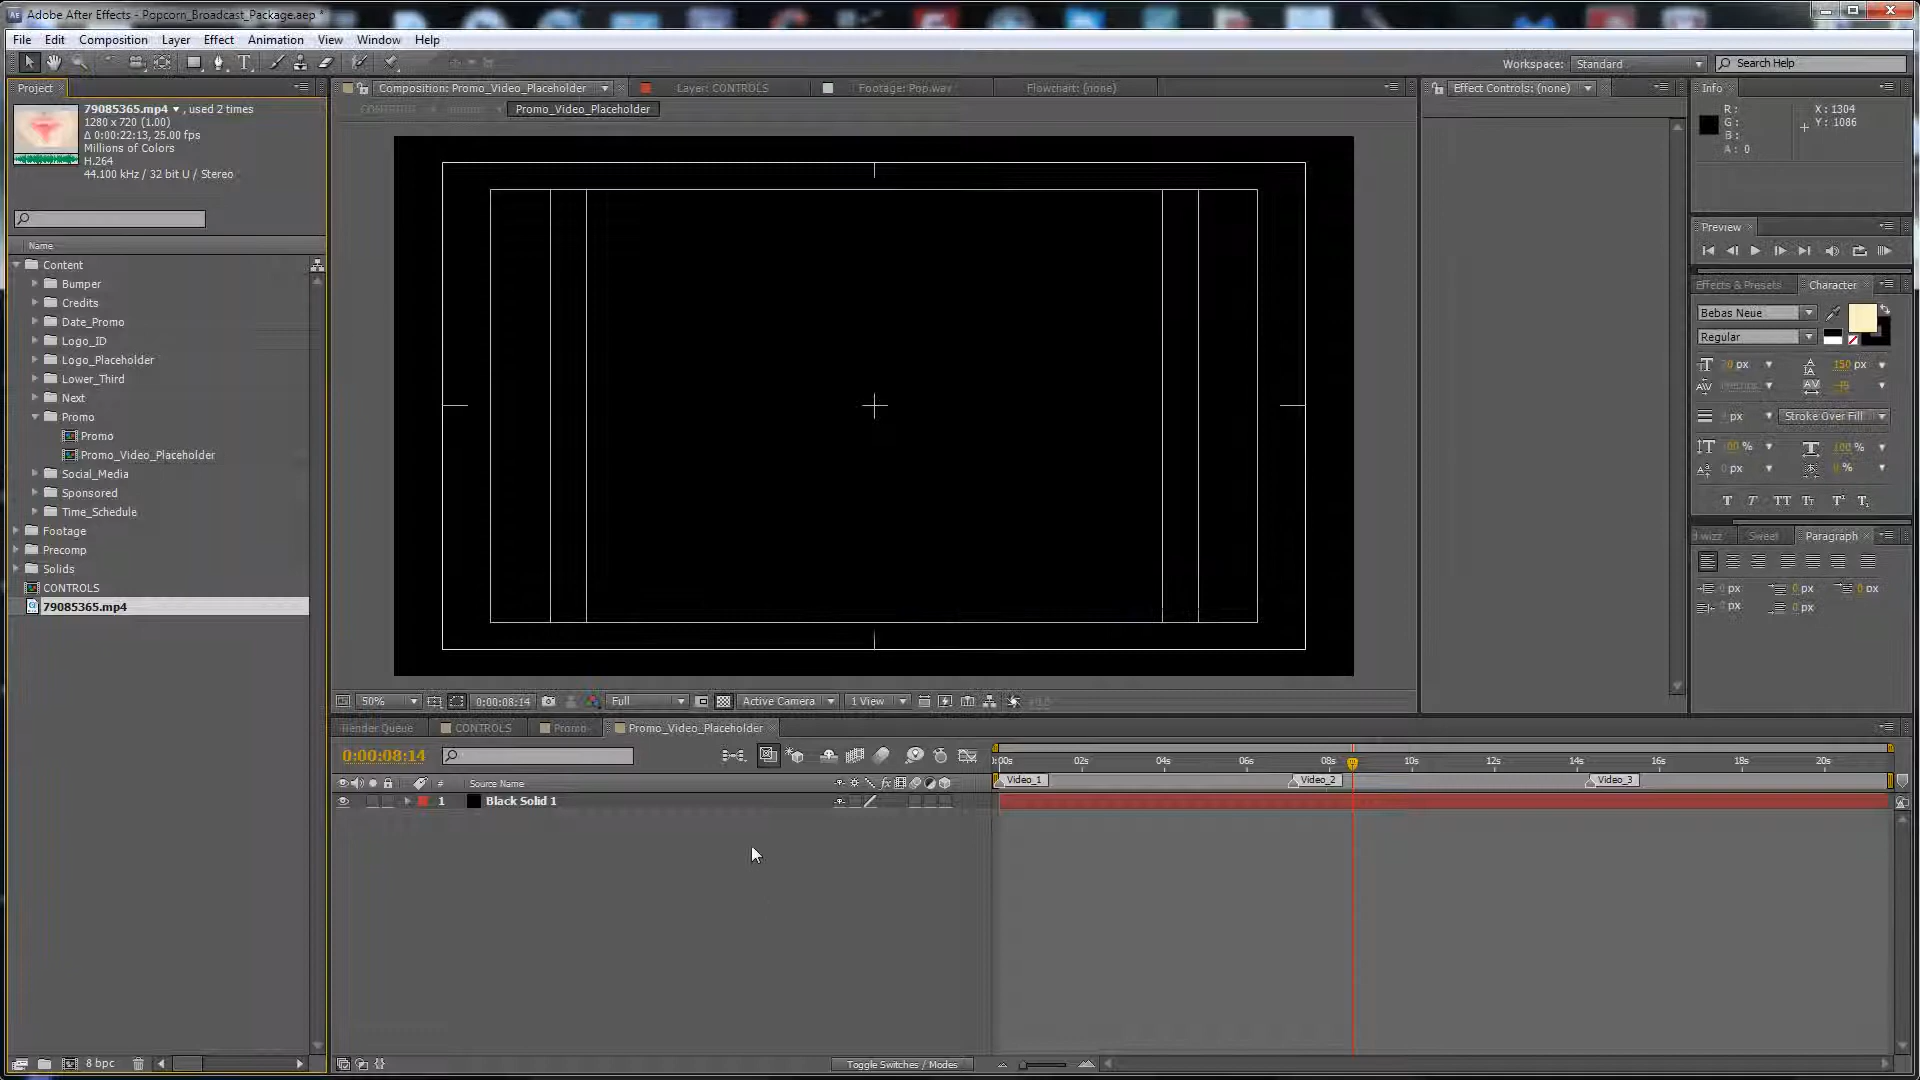 Adobe After Effects - Popcorn_Broadcast_Package.aep *
File Edit Composition Layer Effect Animation View Window Help
Workspace: Standard
Search Help
Project
79085365.mp4 , used 2 times
1280 x 720 (1.00)
Δ 0:00:22:13, 25.00 fps
Millions of Colors
H.264
44.100 kHz / 32 bit U / Stereo
Name
Content
Bumper
Credits
Date_Promo
Logo_ID
Logo_Placeholder
Lower_Third
Next
Promo
Promo
Promo_Video_Placeholder
Social_Media
Sponsored
Time_Schedule
Footage
Precomp
Solids
CONTROLS
79085365.mp4
8 bpc
Composition: Promo_Video_Placeholder
Layer: CONTROLS
Footage: Pop.wav
Flowchart: (none)
Promo_Video_Placeholder
50%
0:00:08:14
Full
Active Camera
1 View
Effect Controls: (none)
Info
R :
G :
B :
A : 0
X : 1304
Y : 1086
Preview
Effects & Presets
Character
Bebas Neue
Regular
px
150 px
px
Stroke Over Fill
%
100 %
0 px
%
Sweet
Paragraph
0 px
0 px
0 px
0 px
0 px
Render Queue
CONTROLS
Promo
Promo_Video_Placeholder
0:00:08:14
# Source Name
1 Black Solid 1
02s 04s 06s 08s 10s 12s 14s 16s 18s 20s
Video_1
Video_2
Video_3
Toggle Switches / Modes